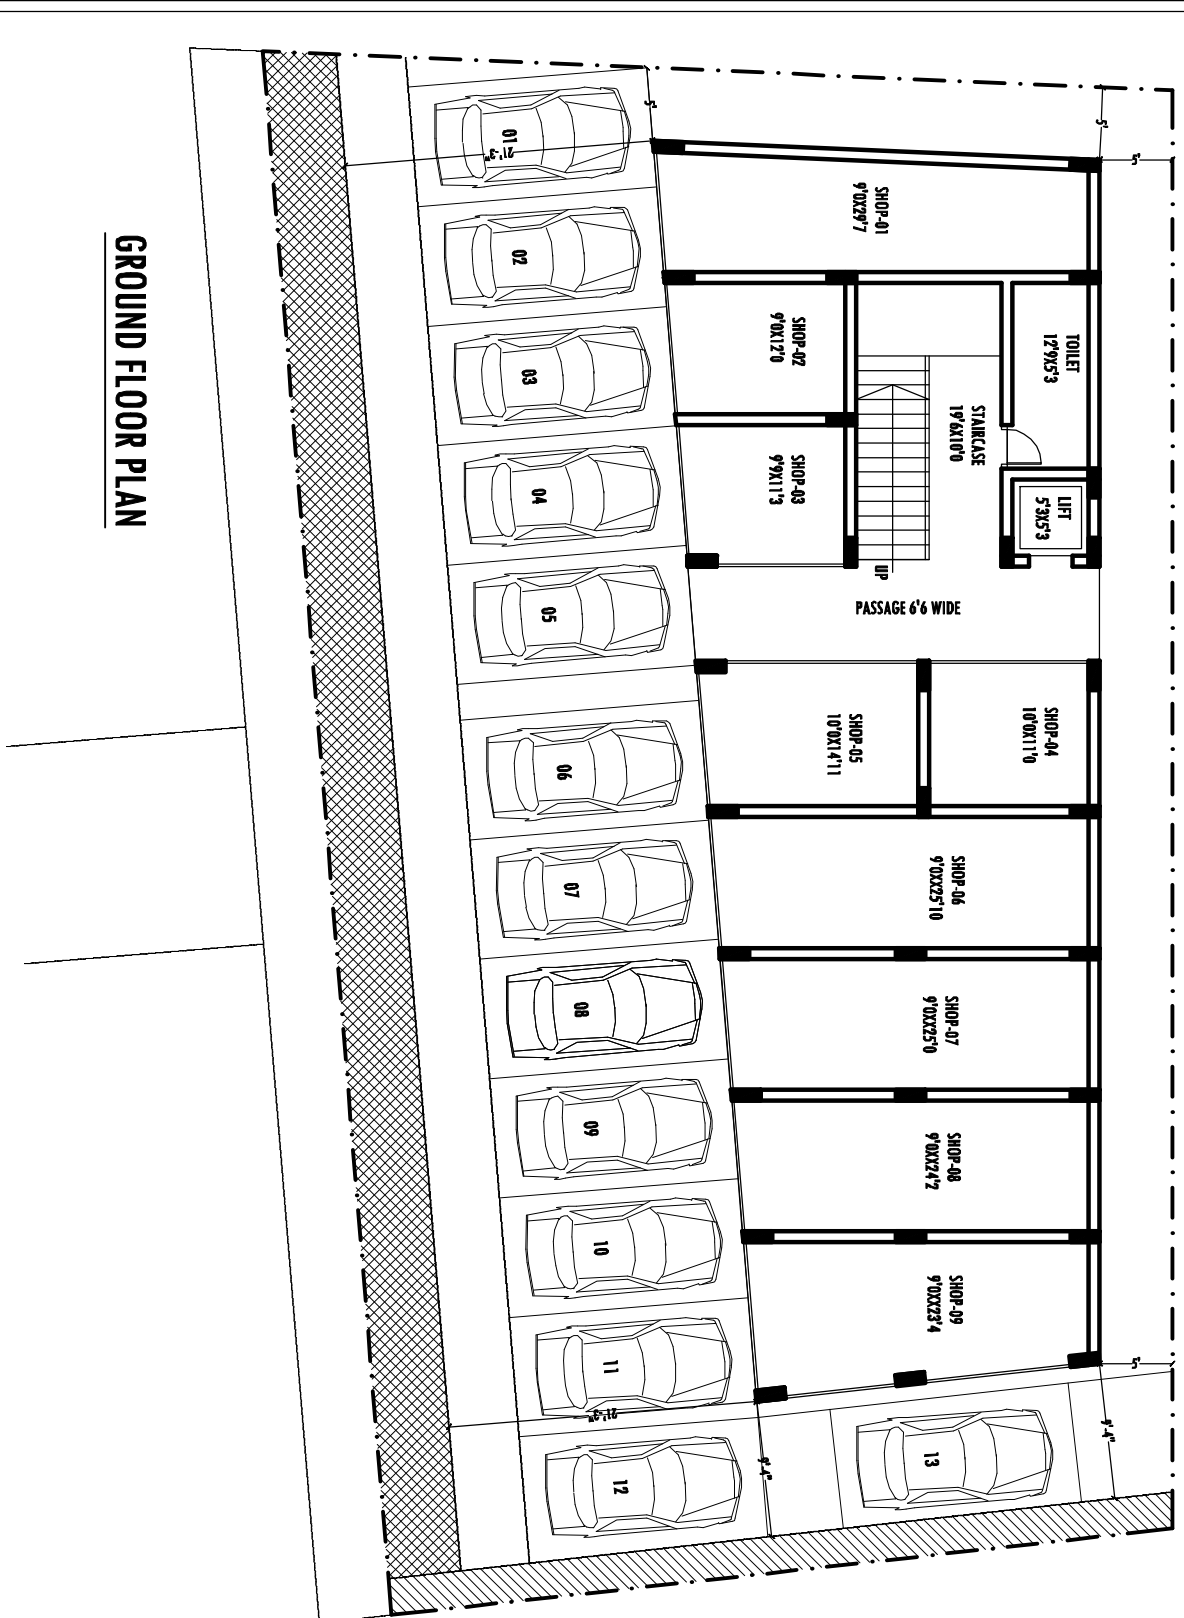 GROUND FLOOR PLAN
5'
5'
5'
SHOP-01
9'0X29'7
TOILET
12'9X5'3
SHOP-02
9'0X12'0
STAIRCASE
19'6X10'0
SHOP-03
9'9X11'3
LIFT
5'3X5'3
UP
PASSAGE 6'6 WIDE
SHOP-04
10'0X11'0
SHOP-05
10'0X14'11
SHOP-06
9'0XX25'10
SHOP-07
9'0XX25'0
SHOP-08
9'0XX24'2
SHOP-09
9'0XX23'4
5'
9'-4"
9'-4"
21'-3"
21'-3"
01
02
03
04
05
06
07
08
09
10
11
12
13